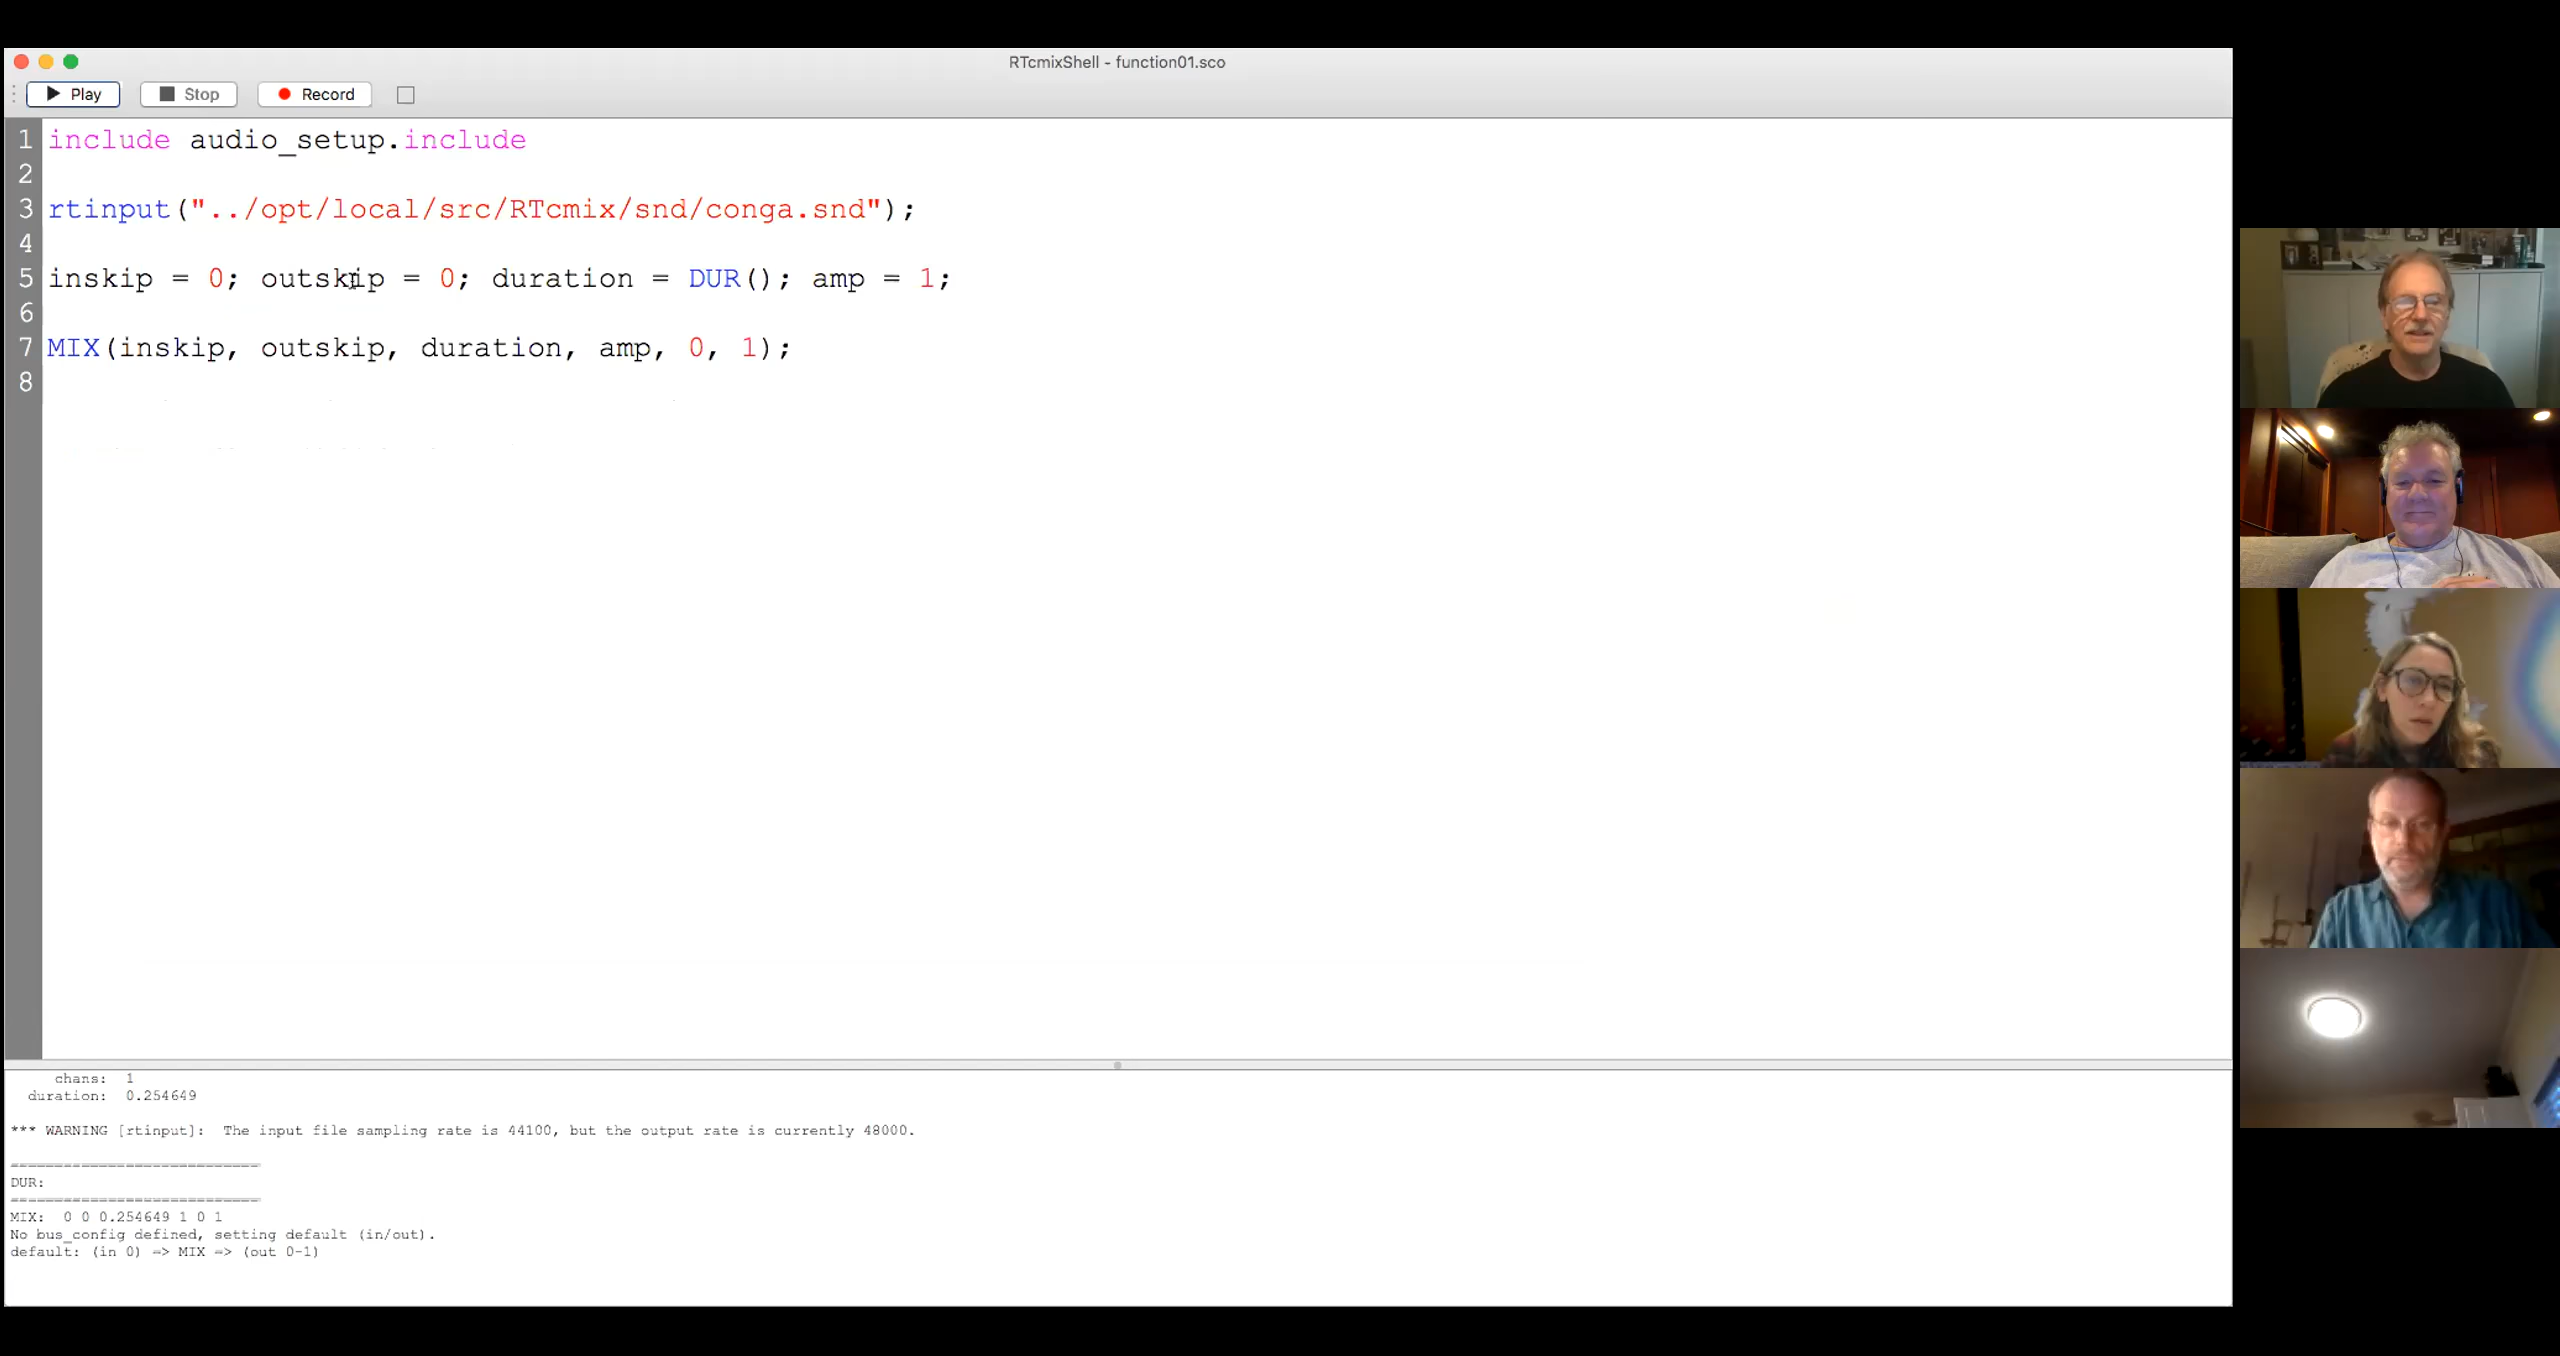 RTcmixShell - function01.sco
Play Stop Record
1 include audio_setup.include
2
3 rtinput("../opt/local/src/RTcmix/snd/conga.snd");
4
5 inskip = 0; outskip = 0; duration = DUR(); amp = 1;
6
7 MIX(inskip, outskip, duration, amp, 0, 1);
8
chans: 1
duration: 0.254649
*** WARNING [rtinput]: The input file sampling rate is 44100, but the output rate is currently 48000.
============================
DUR:
============================
MIX: 0 0 0.254649 1 0 1
No bus_config defined, setting default (in/out).
default: (in 0) => MIX => (out 0-1)